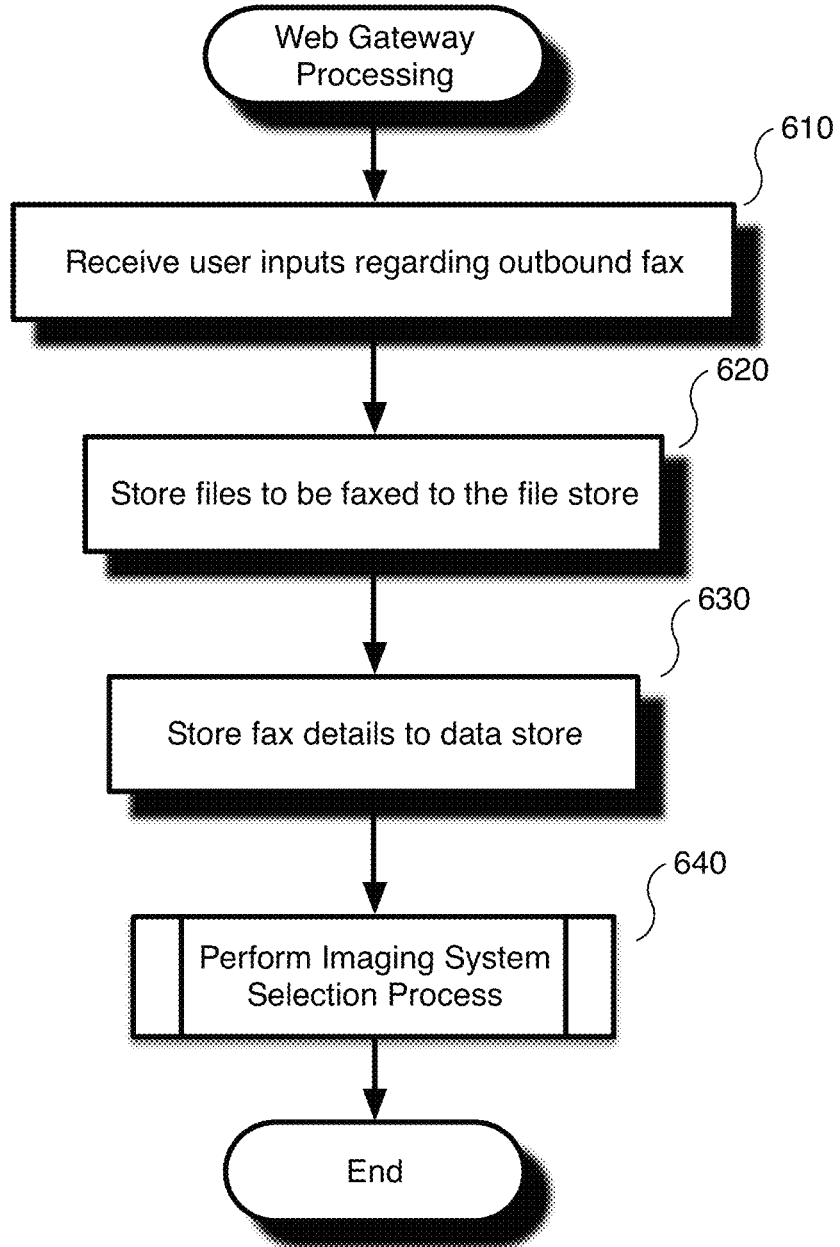 Web Gateway
Processing
610
Receive user inputs regarding outbound fax
620
Store files to be faxed to the file store
630
Store fax details to data store
640
Perform Imaging System
Selection Process
End